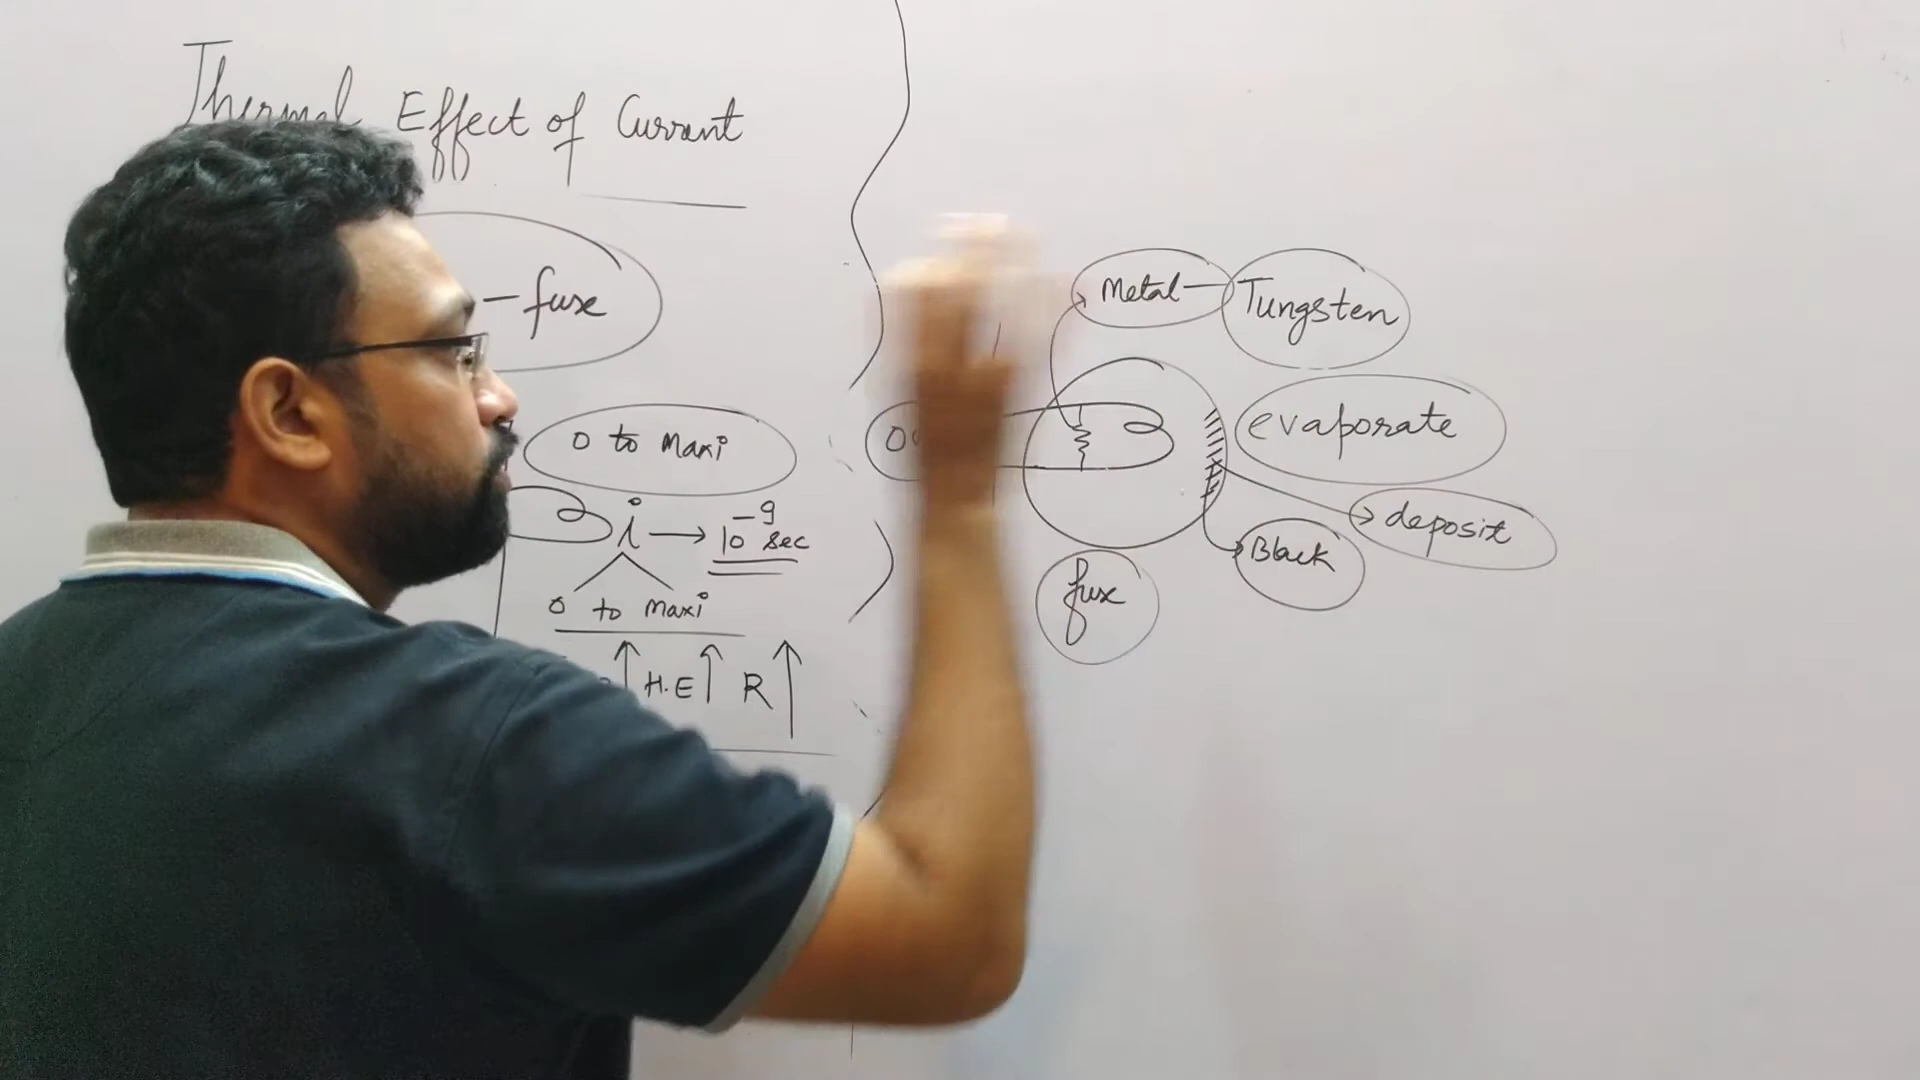 Thermal Effect of Current
- fuse
0 to Maxi
i → 10⁻⁹ sec
0 to Maxi
↑ H.E ↑ R ↑
Metal - Tungsten
evaporate
deposit
Black
fuse